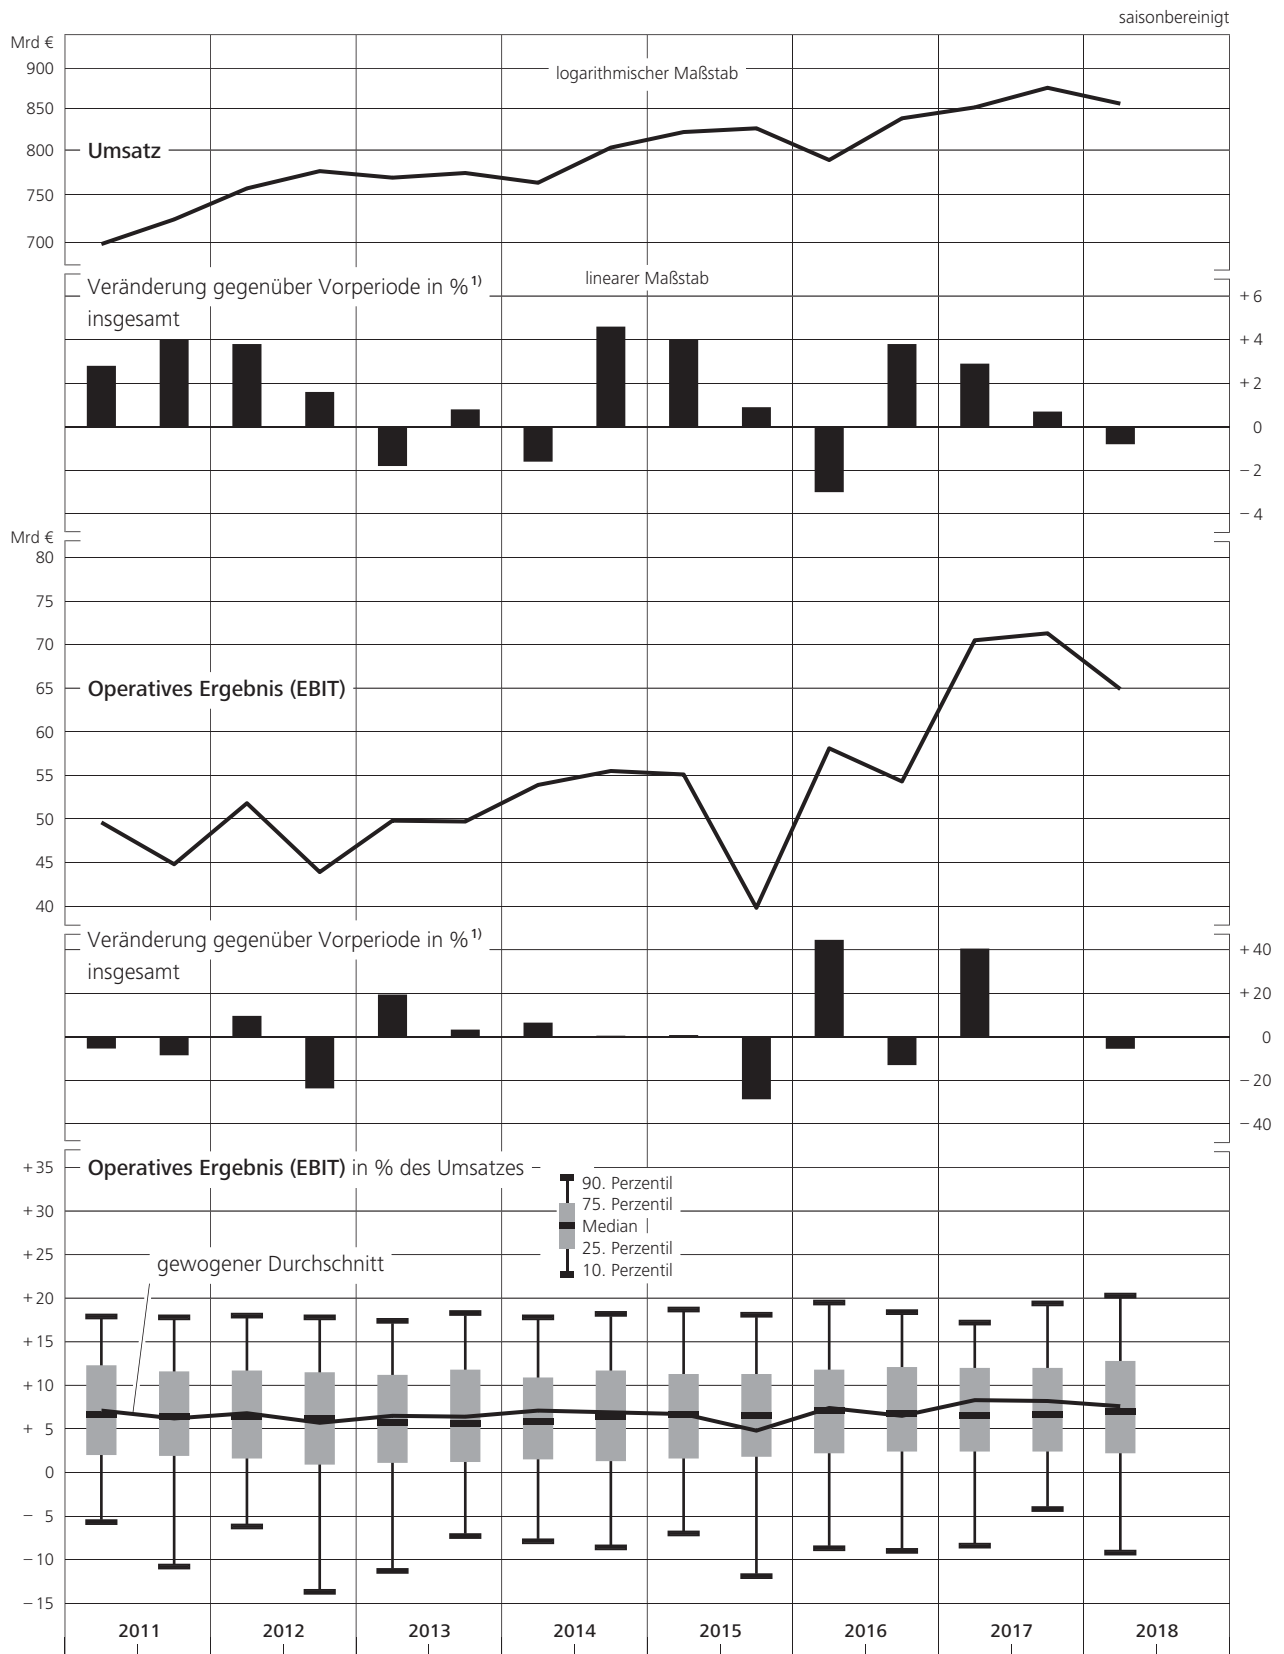 saisonbereinigt
Mrd €
900
logarithmischer Maßstab
850
800
Umsatz
750
700
linearer Maßstab
Veränderung gegenüber Vorperiode in % 1)
insgesamt
+ 6
+ 4
+ 2
0
− 2
− 4
Mrd €
80
75
70
65
Operatives Ergebnis (EBIT)
60
55
50
45
40
Veränderung gegenüber Vorperiode in % 1)
insgesamt
+ 40
+ 20
0
− 20
− 40
+ 35
Operatives Ergebnis (EBIT) in % des Umsatzes
90. Perzentil
75. Perzentil
Median
25. Perzentil
10. Perzentil
+ 30
+ 25
gewogener Durchschnitt
+ 20
+ 15
+ 10
+ 5
0
− 5
− 10
− 15
2011 2012 2013 2014 2015 2016 2017 2018